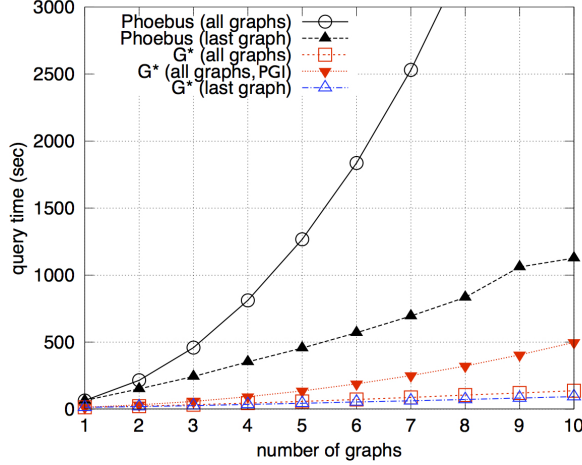 3000
2500
2000
1500
1000
500
0
query time (sec)
Phoebus (all graphs)
Phoebus (last graph)
G* (all graphs)
G* (all graphs, PGI)
G* (last graph)
1 2 3 4 5 6 7 8 9 10
number of graphs